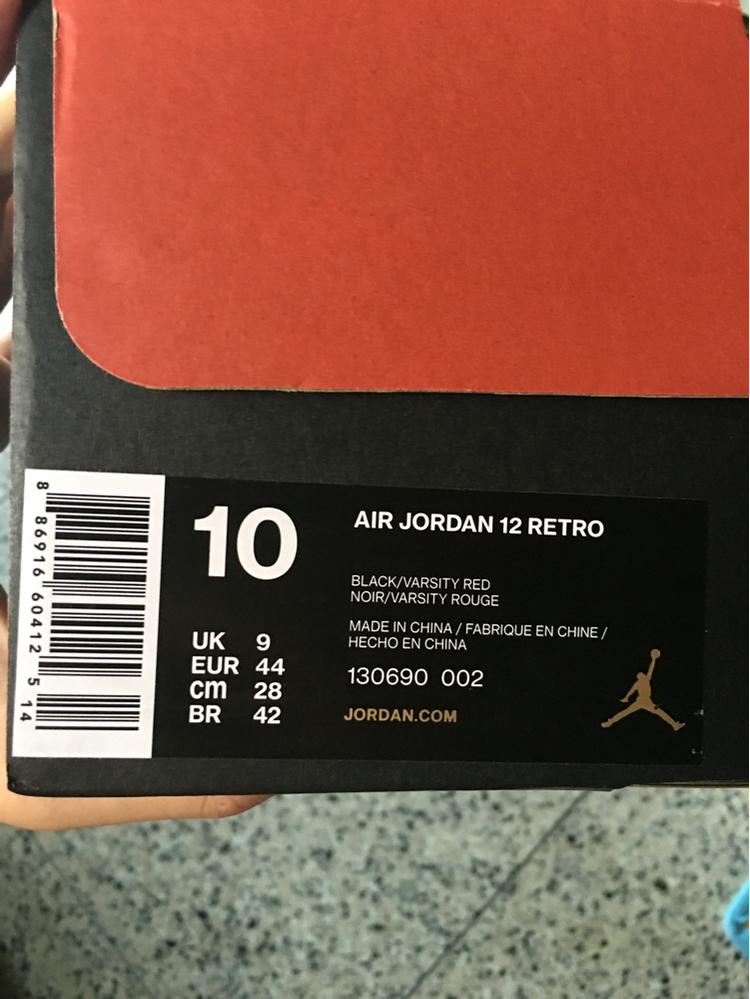 8 86916 60412 5 14
10
UK 9
EUR 44
cm 28
BR 42
AIR JORDAN 12 RETRO
BLACK/VARSITY RED
NOIR/VARSITY ROUGE
MADE IN CHINA / FABRIQUE EN CHINE /
HECHO EN CHINA
130690 002
JORDAN.COM